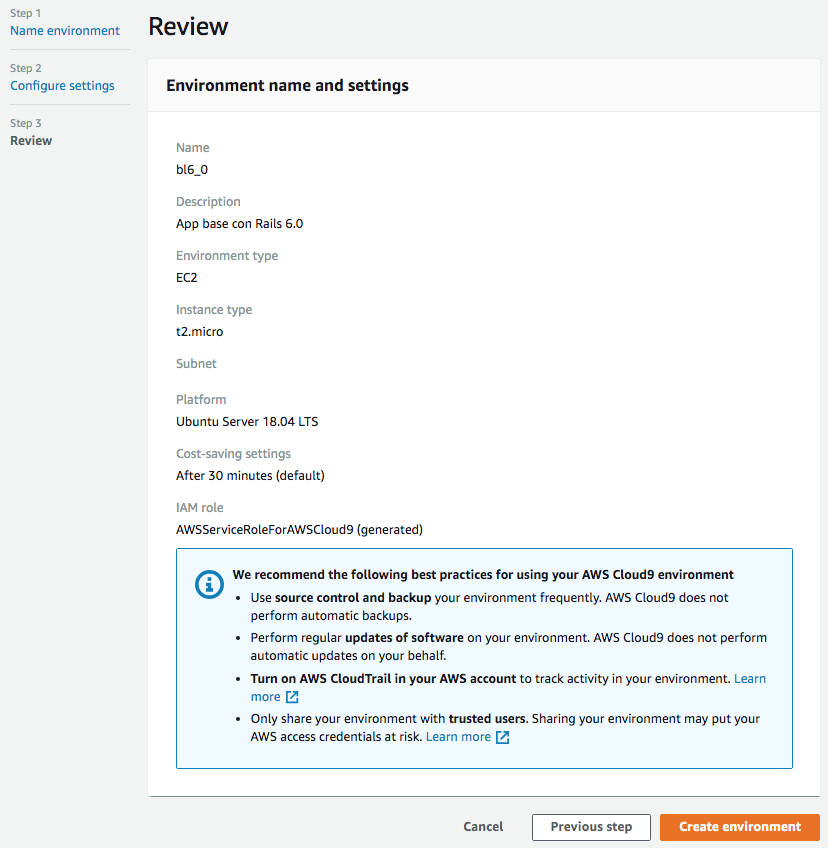 Step 1
Name environment
Step 2
Configure settings
Step 3
Review
Review
Environment name and settings
Name
bl6_0
Description
App base con Rails 6.0
Environment type
EC2
Instance type
t2.micro
Subnet
Platform
Ubuntu Server 18.04 LTS
Cost-saving settings
After 30 minutes (default)
IAM role
AWSServiceRoleForAWSCloud9 (generated)
We recommend the following best practices for using your AWS Cloud9 environment
• Use source control and backup your environment frequently. AWS Cloud9 does not
perform automatic backups.
• Perform regular updates of software on your environment. AWS Cloud9 does not perform
automatic updates on your behalf.
• Turn on AWS CloudTrail in your AWS account to track activity in your environment. Learn
more
• Only share your environment with trusted users. Sharing your environment may put your
AWS access credentials at risk. Learn more
Cancel
Previous step
Create environment